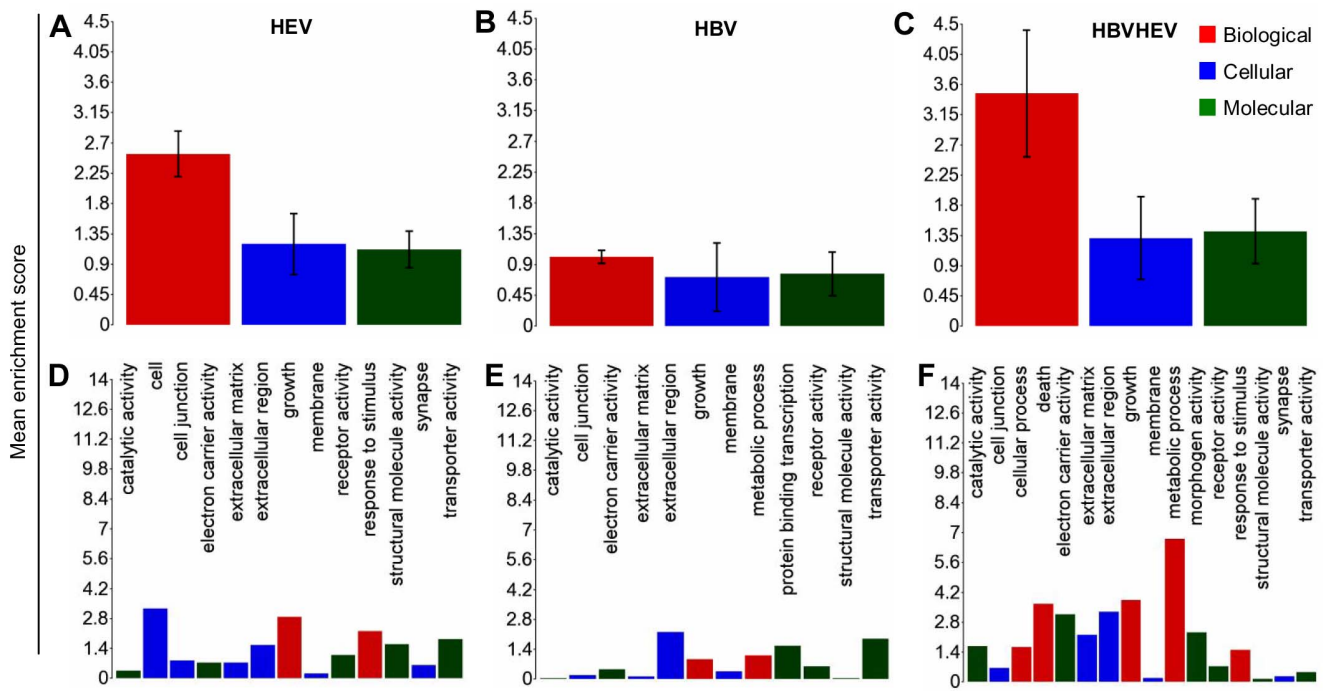 Mean enrichment score
A
HEV
4.5
4.05
3.6
3.15
2.7
2.25
1.8
1.35
0.9
0.45
0
B
HBV
4.5
4.05
3.6
3.15
2.7
2.25
1.8
1.35
0.9
0.45
0
C
HBVHEV
4.5
4.05
3.6
3.15
2.7
2.25
1.8
1.35
0.9
0.45
0
Biological
Cellular
Molecular
D
14
12.6
11.2
9.8
8.4
7
5.6
4.2
2.8
1.4
0
catalytic activity
cell
cell junction
electron carrier activity
extracellular matrix
extracellular region
growth
membrane
receptor activity
response to stimulus
structural molecule activity
synapse
transporter activity
E
14
12.6
11.2
9.8
8.4
7
5.6
4.2
2.8
1.4
0
catalytic activity
cell junction
electron carrier activity
extracellular matrix
extracellular region
growth
membrane
metabolic process
protein binding transcription
receptor activity
structural molecule activity
transporter activity
F
14
12.6
11.2
9.8
8.4
7
5.6
4.2
2.8
1.4
0
catalytic activity
cell junction
cellular process
death
electron carrier activity
extracellular matrix
extracellular region
growth
membrane
metabolic process
morphogen activity
receptor activity
response to stimulus
structural molecule activity
synapse
transporter activity